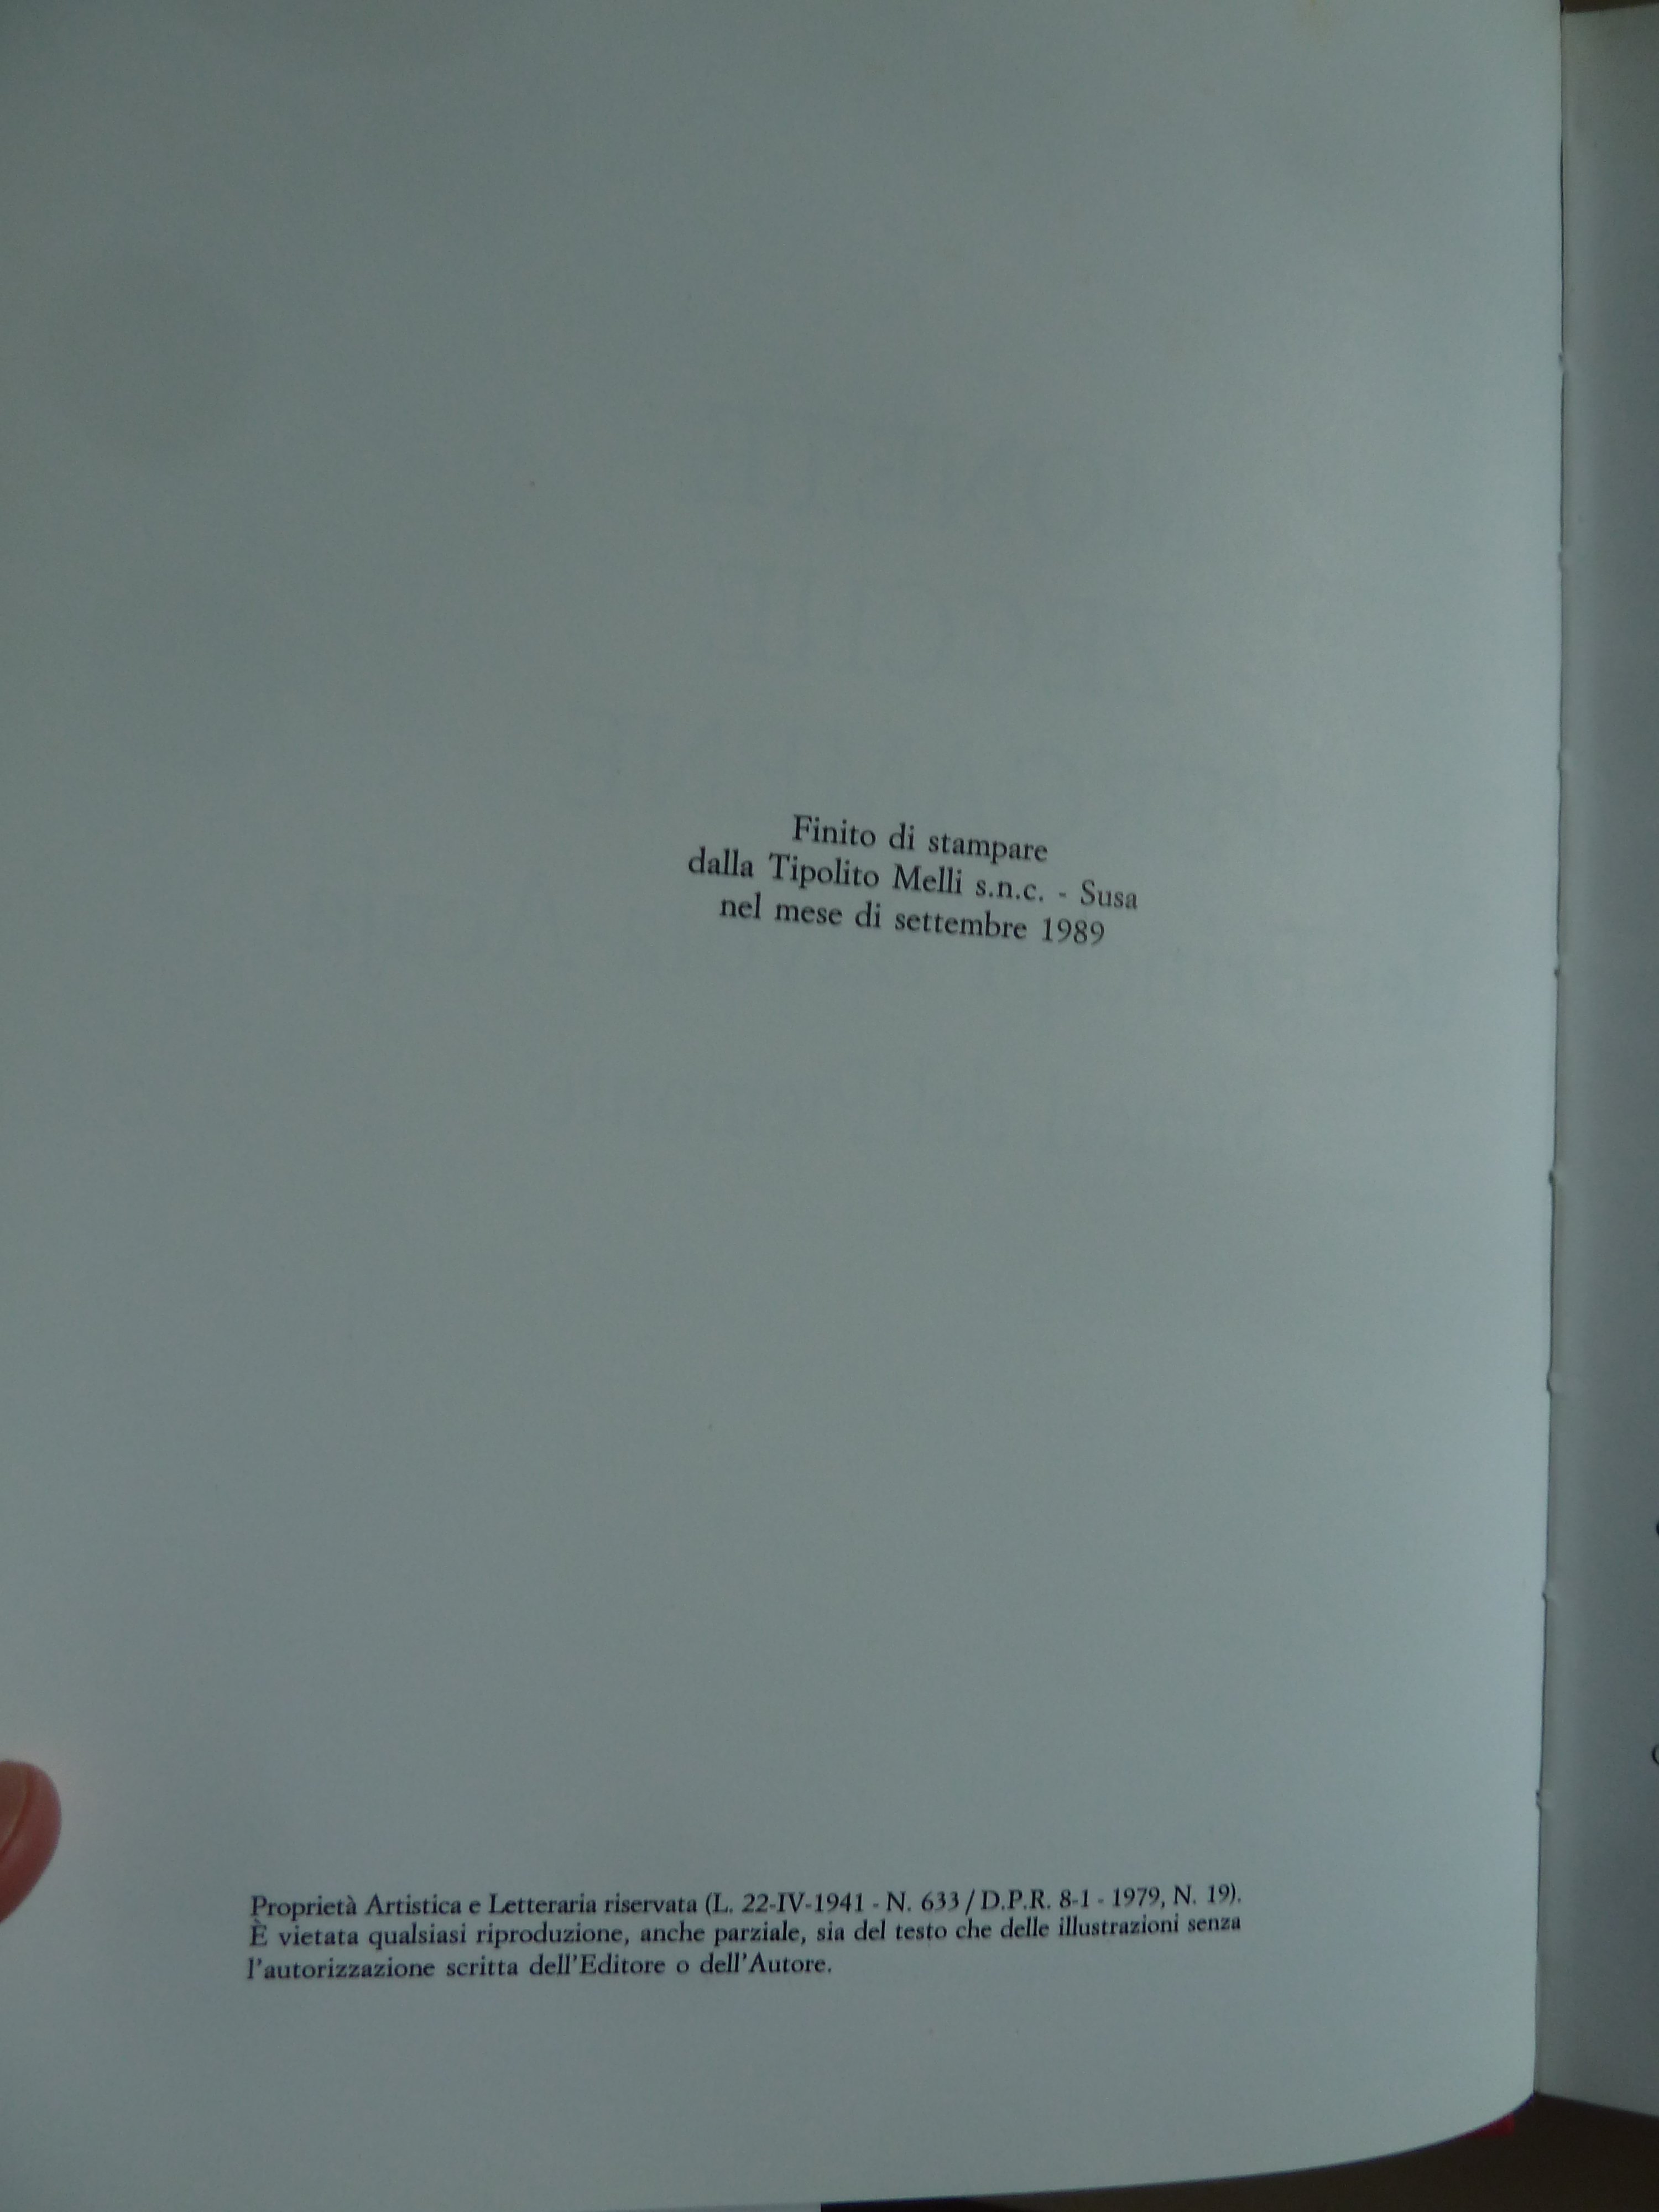 Finito di stampare
dalla Tipolito Melli s.n.c. - Susa
nel mese di settembre 1989
Proprietà Artistica e Letteraria riservata (L. 22-IV-1941 - N. 633 / D.P.R. 8-1 - 1979, N. 19).
È vietata qualsiasi riproduzione, anche parziale, sia del testo che delle illustrazioni senza
l'autorizzazione scritta dell'Editore o dell'Autore.